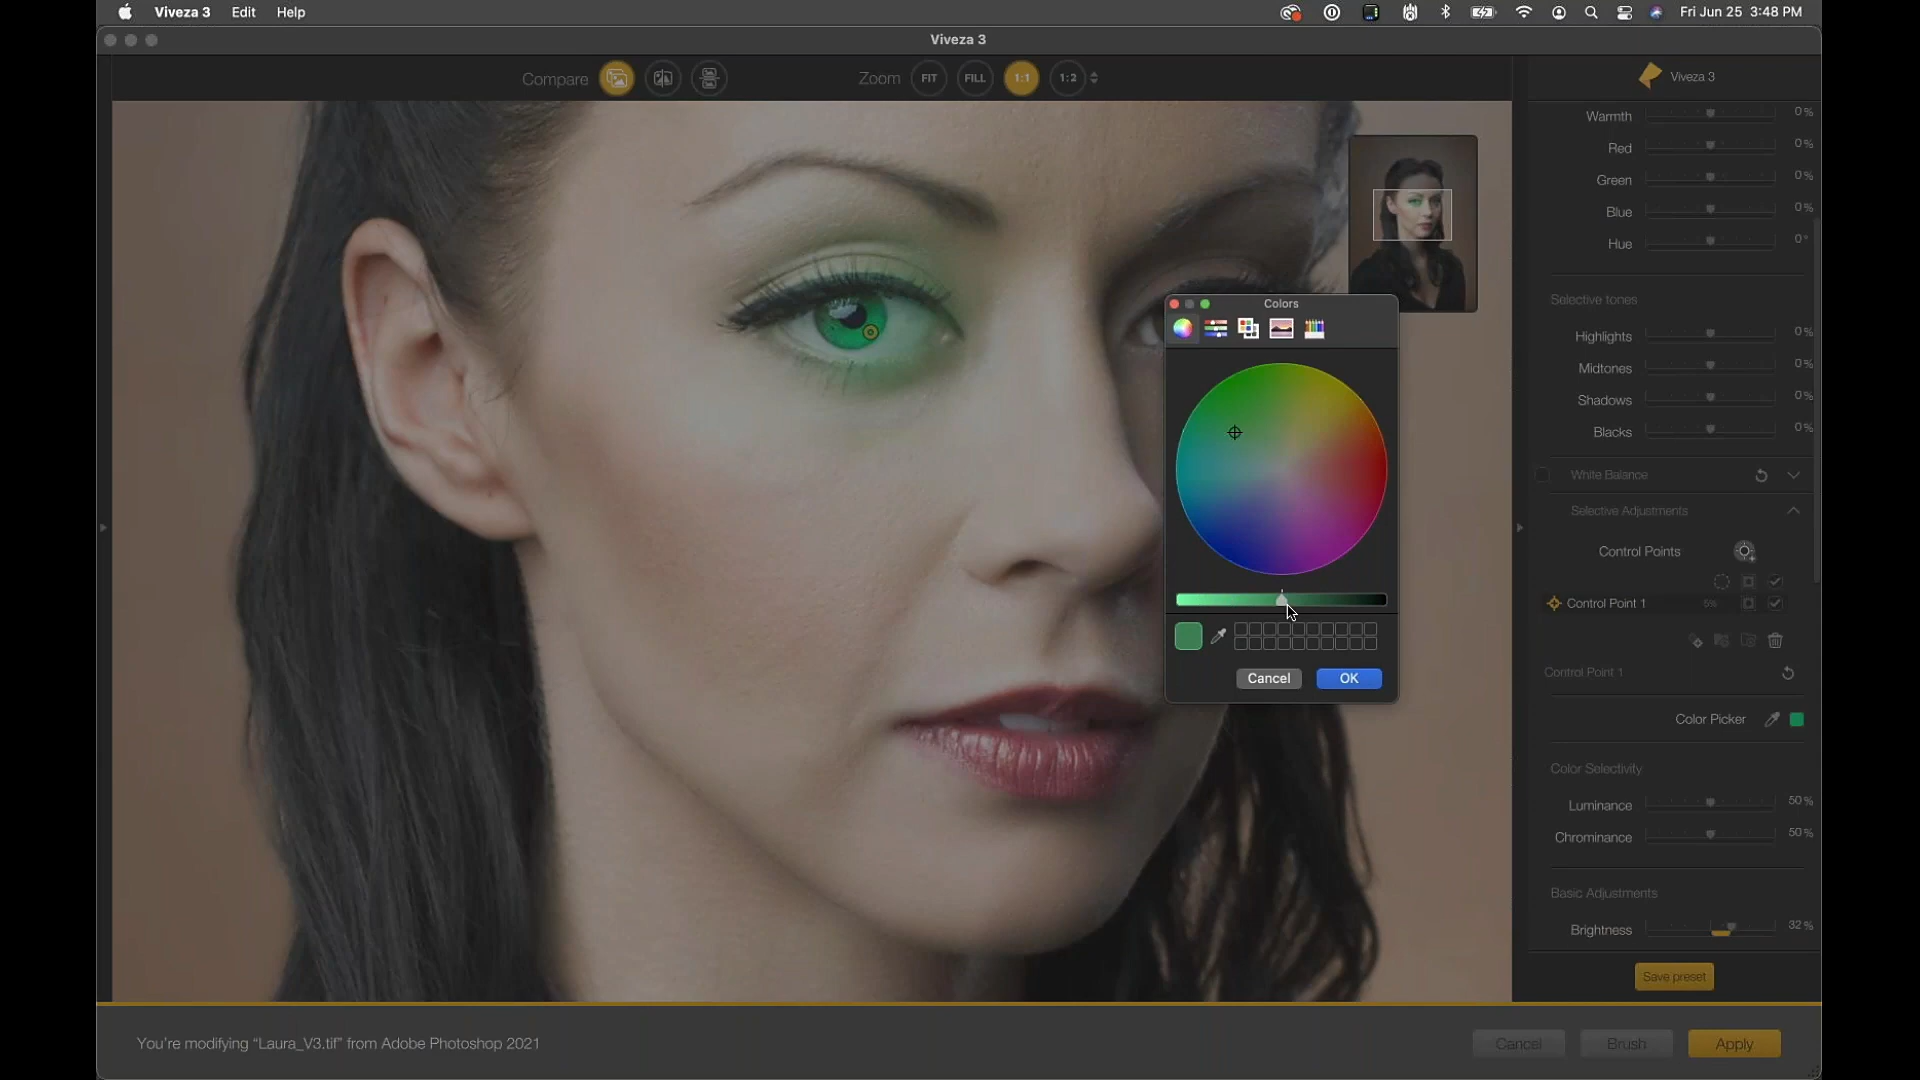 Viveza 3 Edit Help
Fri Jun 25 3:48 PM
Viveza 3
Compare
Zoom FIT FILL 1:1 1:2
Viveza 3
Warmth 0%
Red 0%
Green 0%
Blue 0%
Hue 0°
Selective tones
Highlights 0%
Midtones 0%
Shadows 0%
Blacks 0%
White Balance
Selective Adjustments
Control Points
Control Point 1 5%
Control Point 1
Color Picker
Color Selectivity
Luminance 50%
Chrominance 50%
Basic Adjustments
Brightness 32%
Save preset
Colors
Cancel OK
You're modifying “Laura_V3.tif” from Adobe Photoshop 2021
Cancel Brush Apply